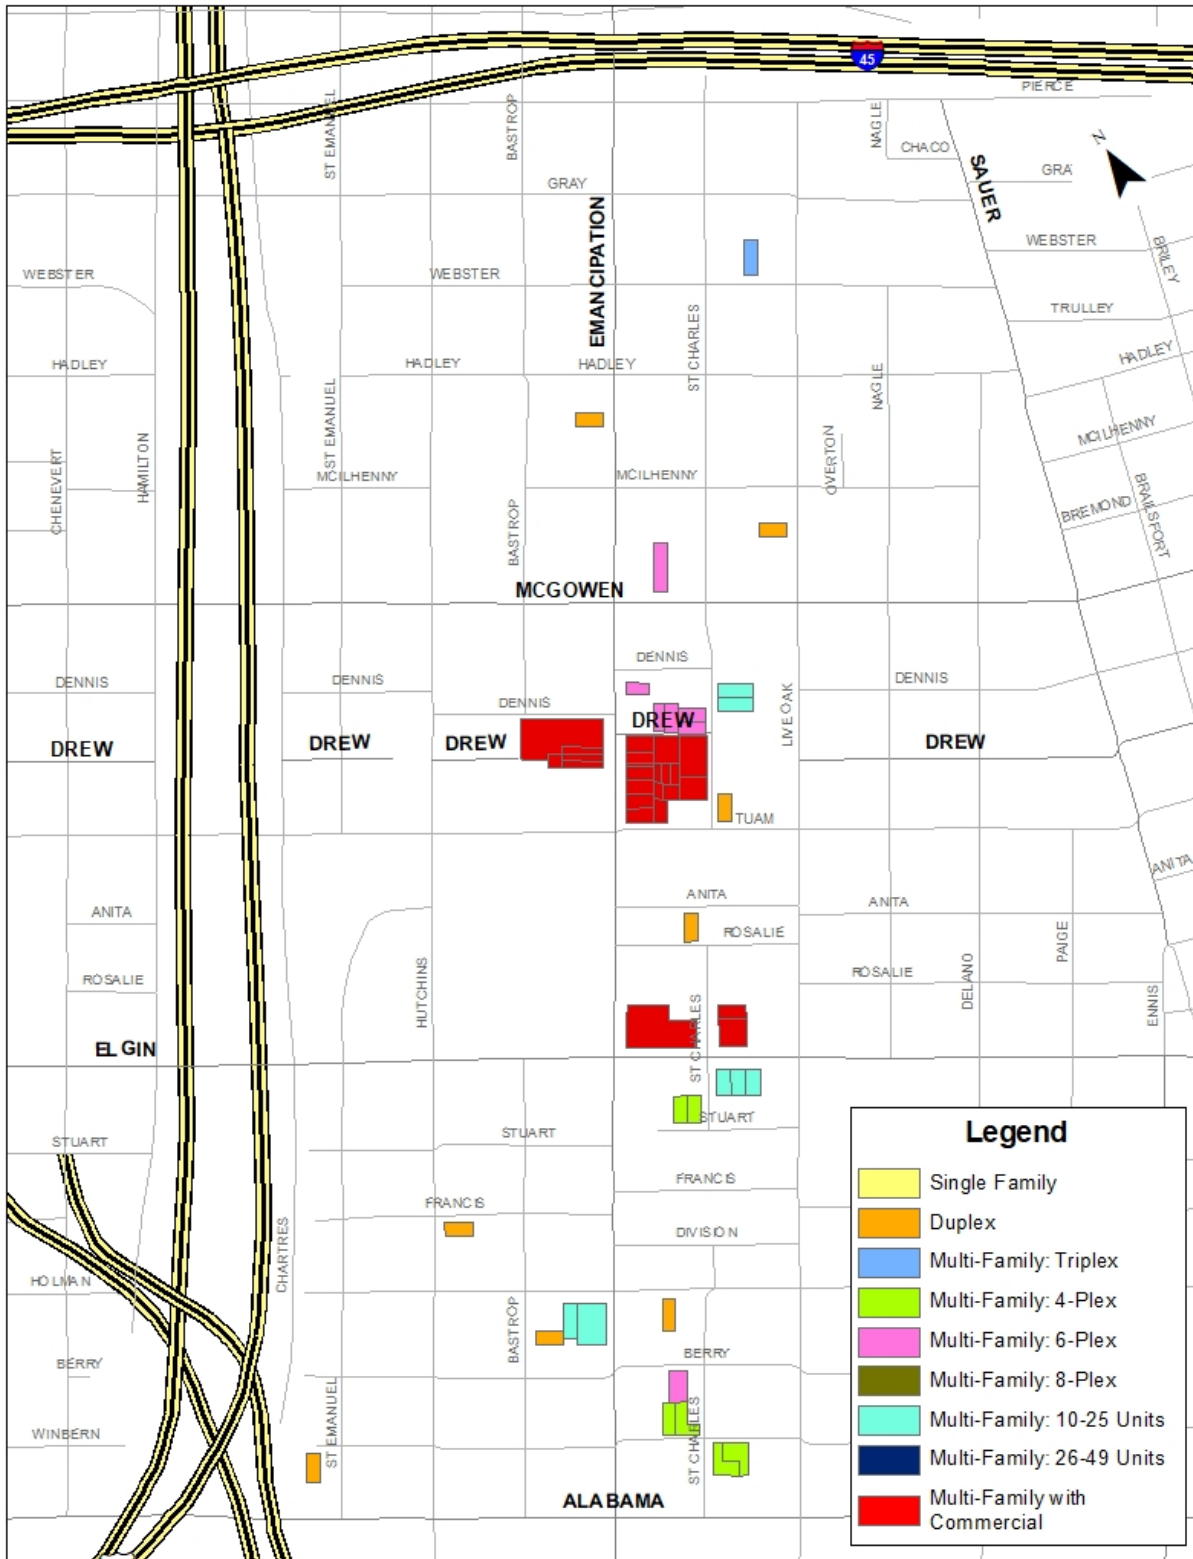 45
PIERCE
ST EMANUEL
BASTROP
NAGLE
CHACO
SAUER
GRA
N
GRAY
EMANCIPATION
WEBSTER
BRILEY
WEBSTER
WEBSTER
TRULLEY
ST CHARLES
HADLEY
HADLEY
HADLEY
HADLEY
NAGLE
ST EMANUEL
MCILHENNY
OVERTON
HAMILTON
CHENEVERT
MCILHENNY
MCILHENNY
BREMOND
BRAILSFORT
BASTROP
MCGOWEN
DENNIS
DENNIS
DENNIS
DENNIS
DENNIS
LIVE OAK
DREW
DREW
DREW
DREW
DREW
TUAM
ANITA
ANITA
ANITA
ANITA
ROSALIE
PAIGE
ROSALIE
ROSALIE
DELANO
HUTCHINS
ENNIS
ST CHARLES
ELGIN
STUART
STUART
STUART
FRANCIS
FRANCIS
DIVISION
CHARTRES
HOLMAN
BASTROP
BERRY
BERRY
ST EMANUEL
ST CHARLES
WINBERN
ALABAMA
Legend
Single Family
Duplex
Multi-Family: Triplex
Multi-Family: 4-Plex
Multi-Family: 6-Plex
Multi-Family: 8-Plex
Multi-Family: 10-25 Units
Multi-Family: 26-49 Units
Multi-Family with
Commercial